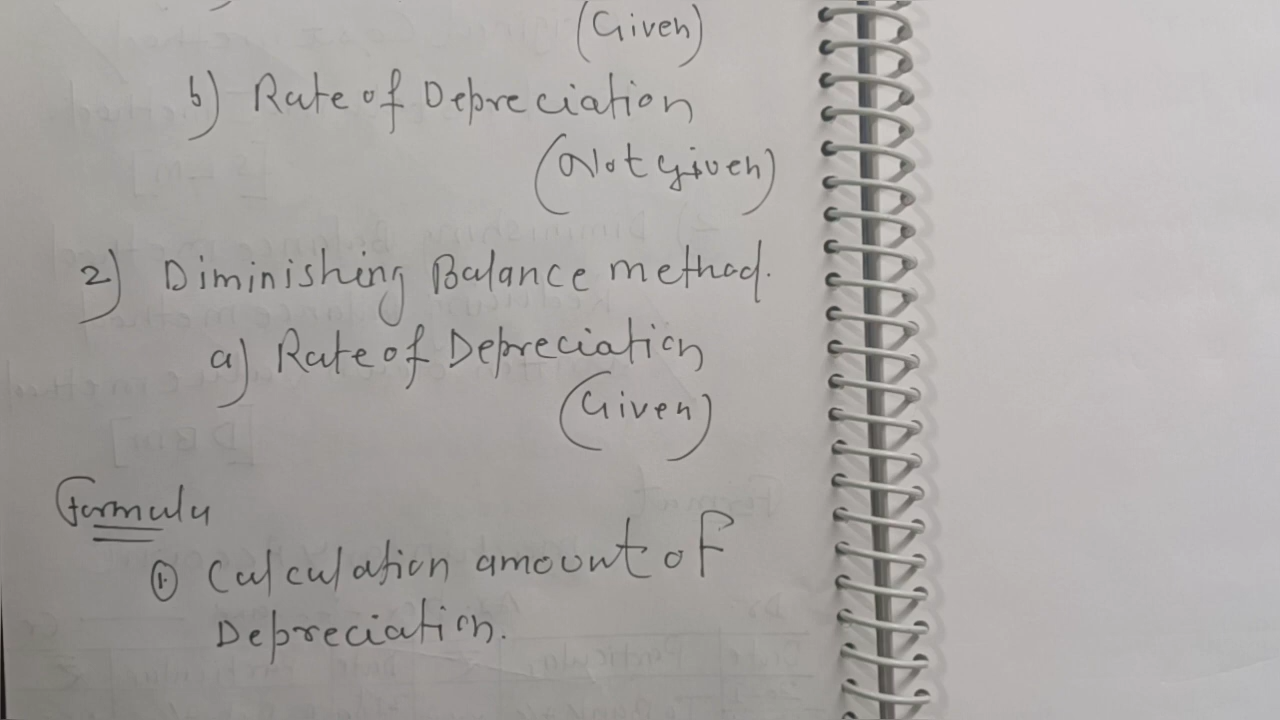 (Given)
b) Rate of Depreciation
(Not given)
2) Diminishing Balance method.
a) Rate of Depreciation
(Given)
Formula
① Calculation amount of
Depreciation.